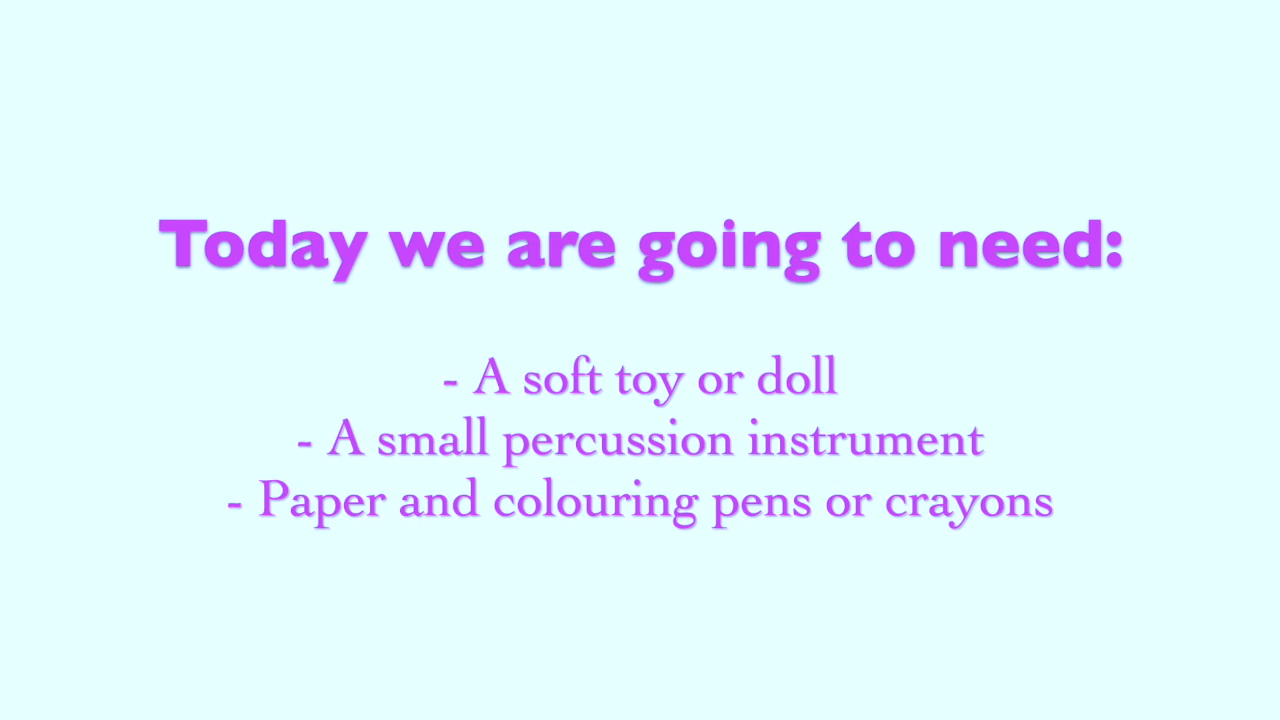 Today we are going to need:
- A soft toy or doll
- A small percussion instrument
- Paper and colouring pens or crayons